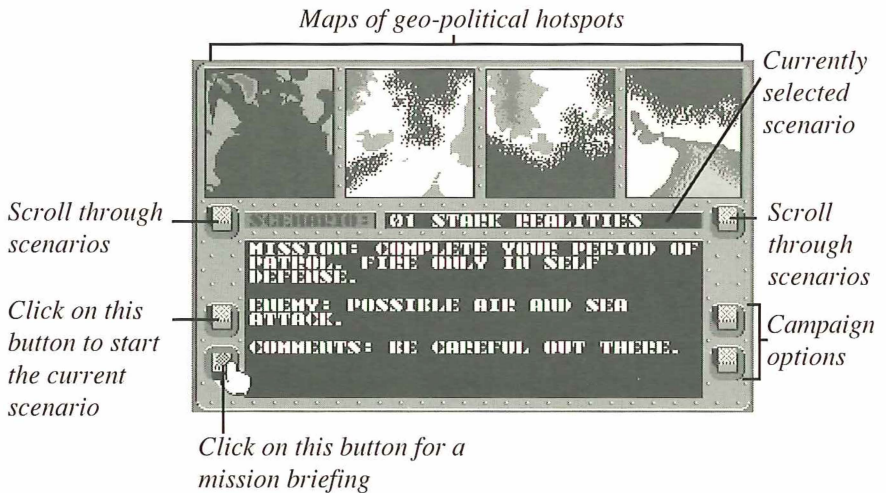 Maps of geo-political hotspots
Currently
selected
scenario
Scroll through
scenarios
SCENARIO: 01 STARK REALITIES
Scroll
through
scenarios
MISSION: COMPLETE YOUR PERIOD OF
PATROL. FIRE ONLY IN SELF
DEFENSE.
ENEMY: POSSIBLE AIR AND SEA
ATTACK.
COMMENTS: BE CAREFUL OUT THERE.
Click on this
button to start
the current
scenario
Campaign
options
Click on this button for a
mission briefing